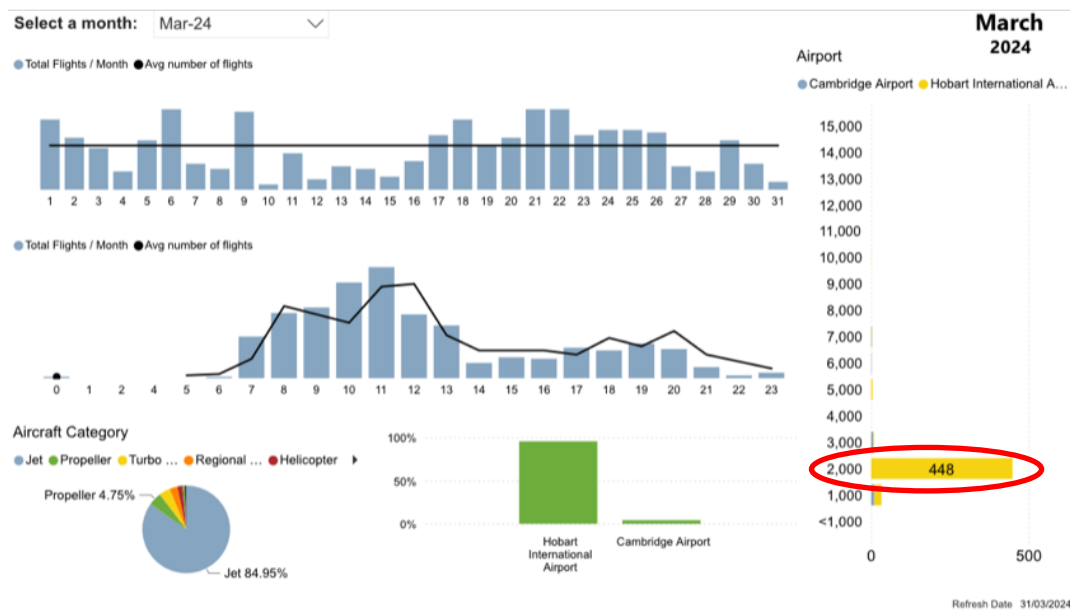 Select a month: Mar-24
March
2024
Total Flights / Month Avg number of flights
1 2 3 4 5 6 7 8 9 10 11 12 13 14 15 16 17 18 19 20 21 22 23 24 25 26 27 28 29 30 31
Total Flights / Month Avg number of flights
0 1 2 4 5 6 7 8 9 10 11 12 13 14 15 16 17 18 19 20 21 22 23
Aircraft Category
Jet Propeller Turbo ... Regional ... Helicopter
Propeller 4.75%
Jet 84.95%
100%
50%
0%
Hobart
International
Airport
Cambridge Airport
Airport
Cambridge Airport Hobart International A...
15,000
14,000
13,000
12,000
11,000
10,000
9,000
8,000
7,000
6,000
5,000
4,000
3,000
2,000 448
1,000
<1,000
0 500
Refresh Date 31/03/2024